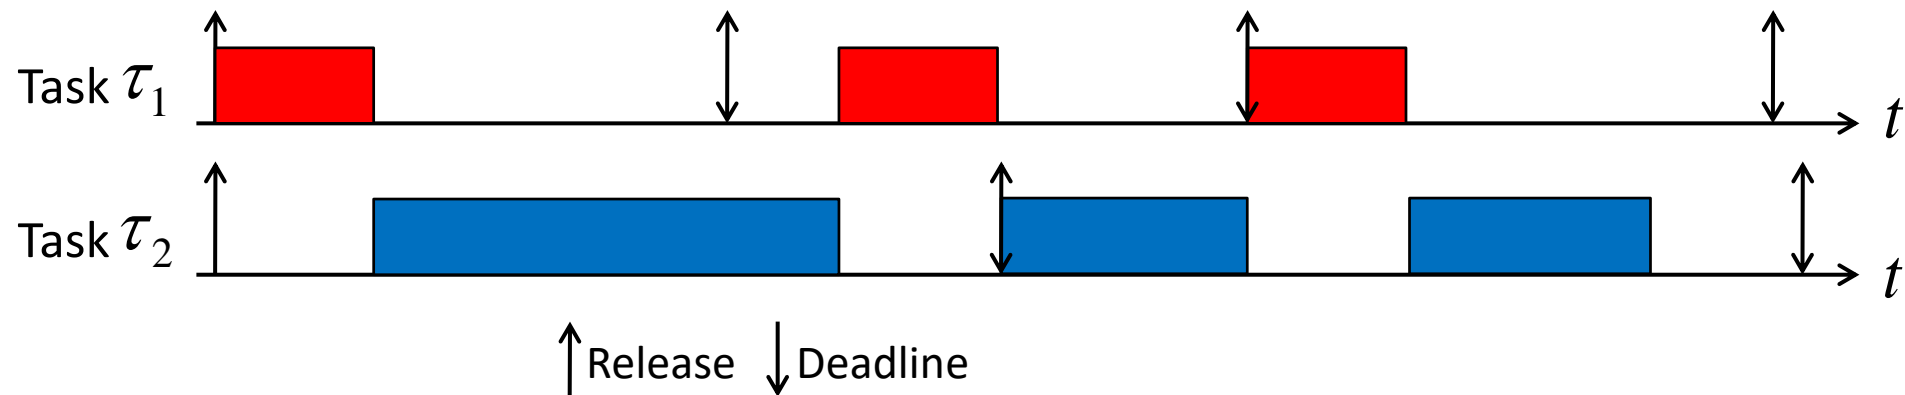 Task τ₁
t
Task τ₂
t
Release Deadline